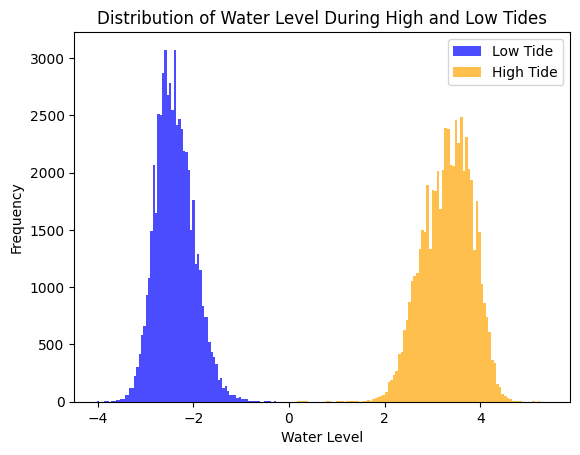 Distribution of Water Level During High and Low Tides
Low Tide
High Tide
Frequency
3000
2500
2000
1500
1000
500
0
−4
−2
0
2
4
Water Level